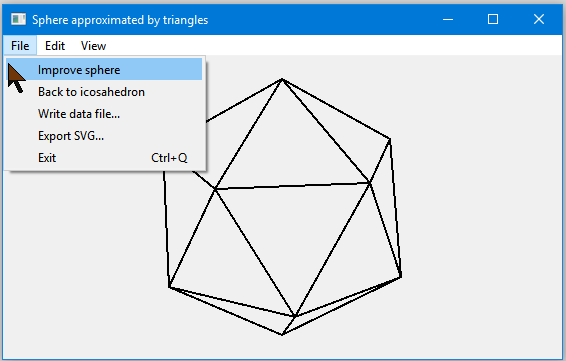 Sphere approximated by triangles
File Edit View
Improve sphere
Back to icosahedron
Write data file...
Export SVG...
Exit Ctrl+Q